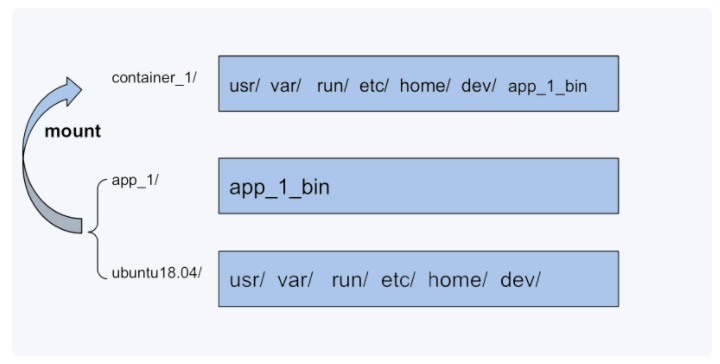 container_1/
usr/ var/ run/ etc/ home/ dev/ app_1_bin
mount
app_1/
app_1_bin
ubuntu18.04/
usr/ var/ run/ etc/ home/ dev/